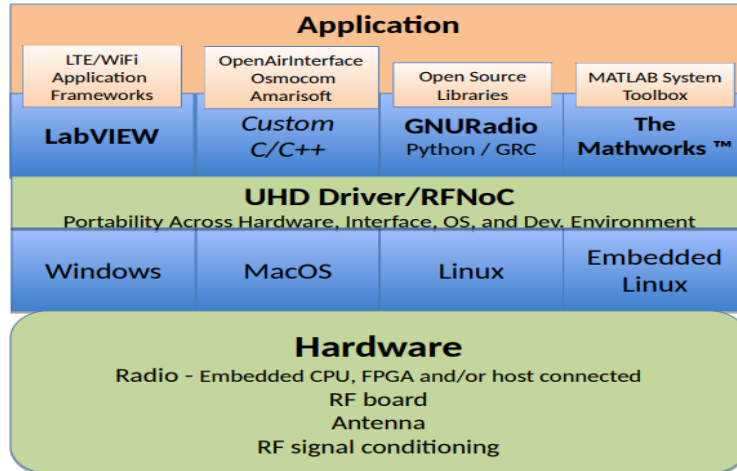 Application
LTE/WiFi
Application
Frameworks
OpenAirInterface
Osmocom
Amarisoft
Open Source
Libraries
MATLAB System
Toolbox
LabVIEW
Custom
C/C++
GNURadio
Python / GRC
The
Mathworks ™
UHD Driver/RFNoC
Portability Across Hardware, Interface, OS, and Dev. Environment
Windows
MacOS
Linux
Embedded
Linux
Hardware
Radio - Embedded CPU, FPGA and/or host connected
RF board
Antenna
RF signal conditioning